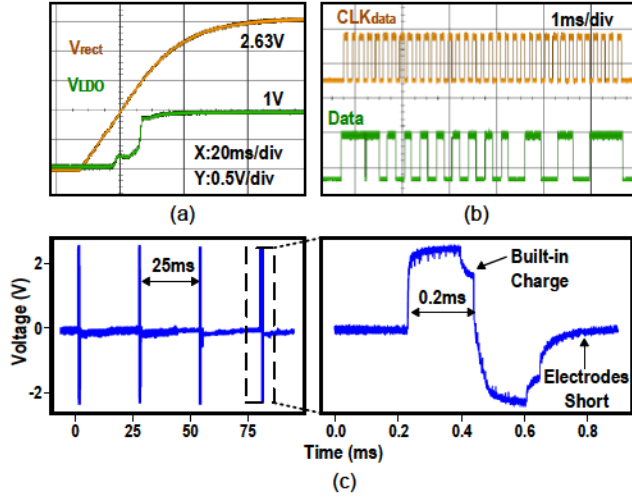 Vrect
2.63V
VLDO
1V
X:20ms/div
Y:0.5V/div
(a)
CLKdata
1ms/div
Data
(b)
Voltage (V)
2
0
-2
25ms
0
25
50
75
Built-in
Charge
0.2ms
Electrodes
Short
0.0
0.2
0.4
0.6
0.8
Time (ms)
(c)